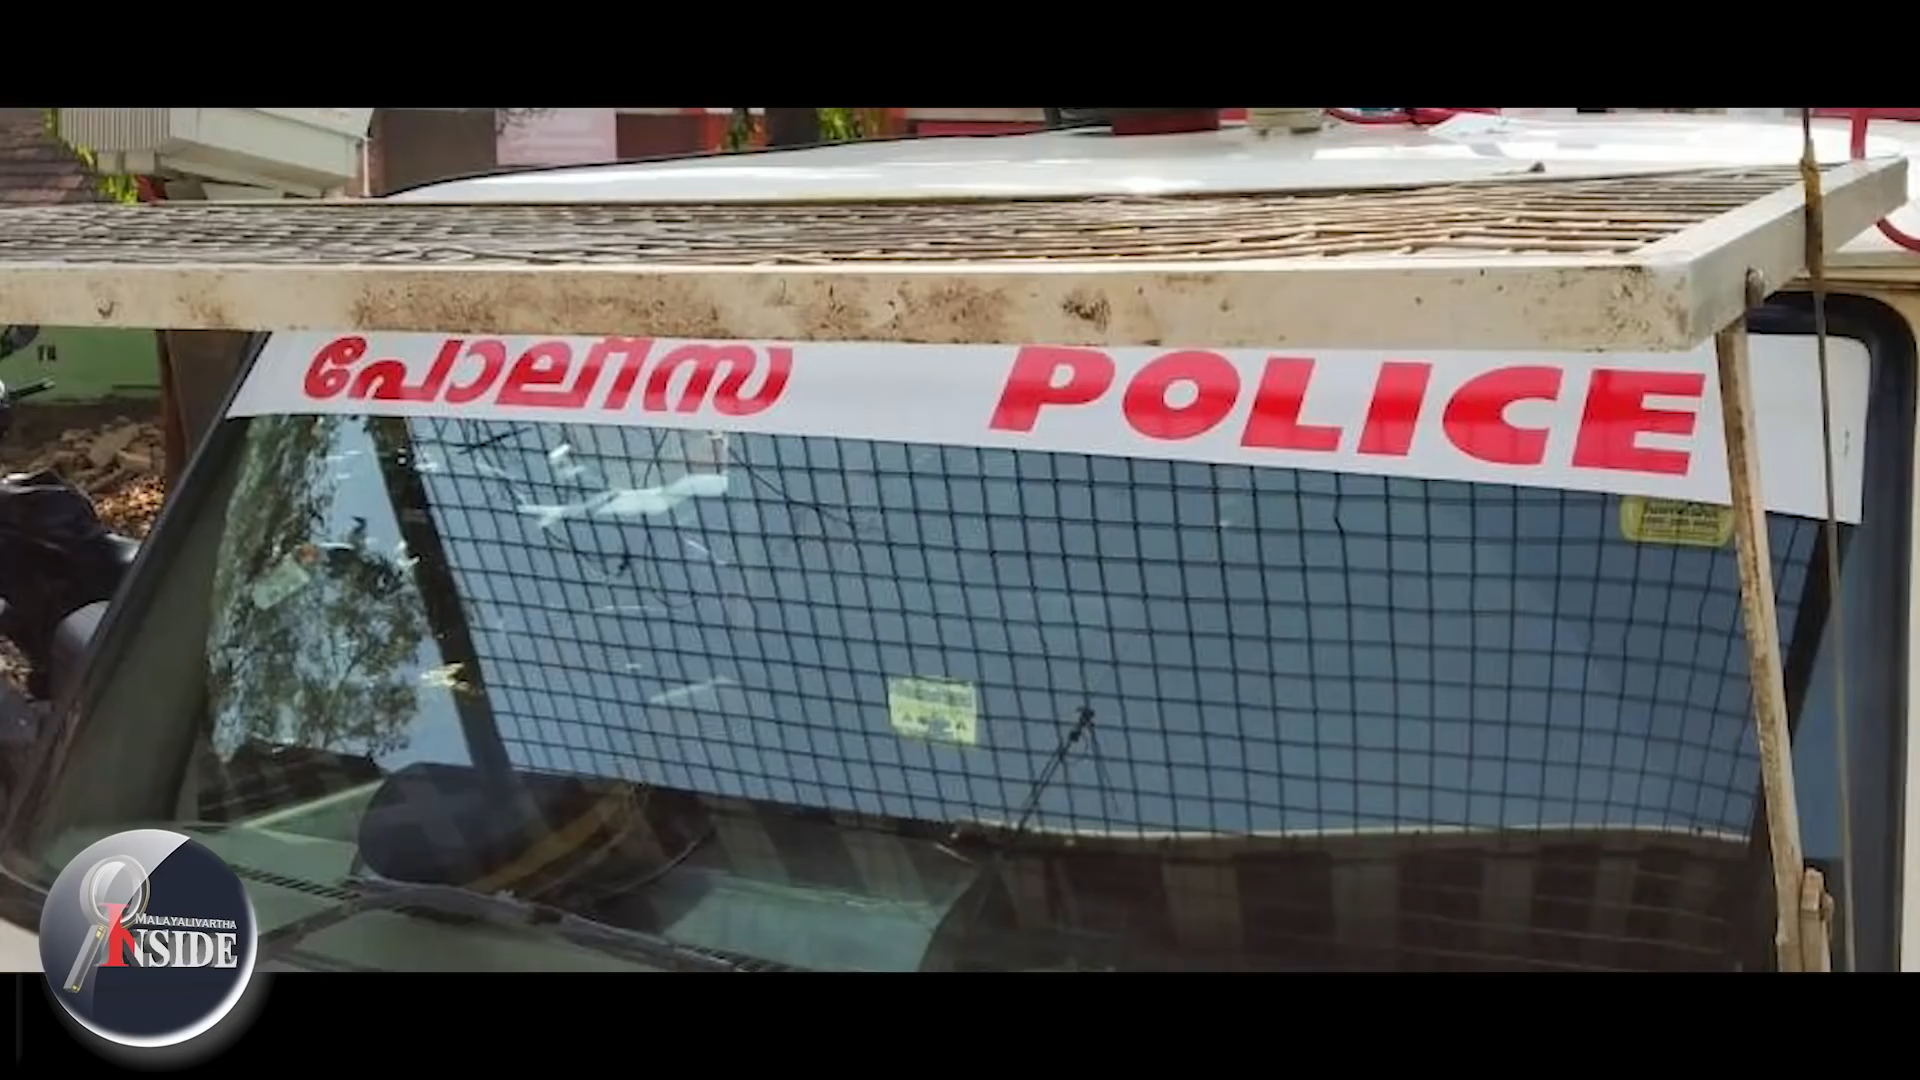 പോലീസ് POLICE
MALAYALIVARTHA
INSIDE